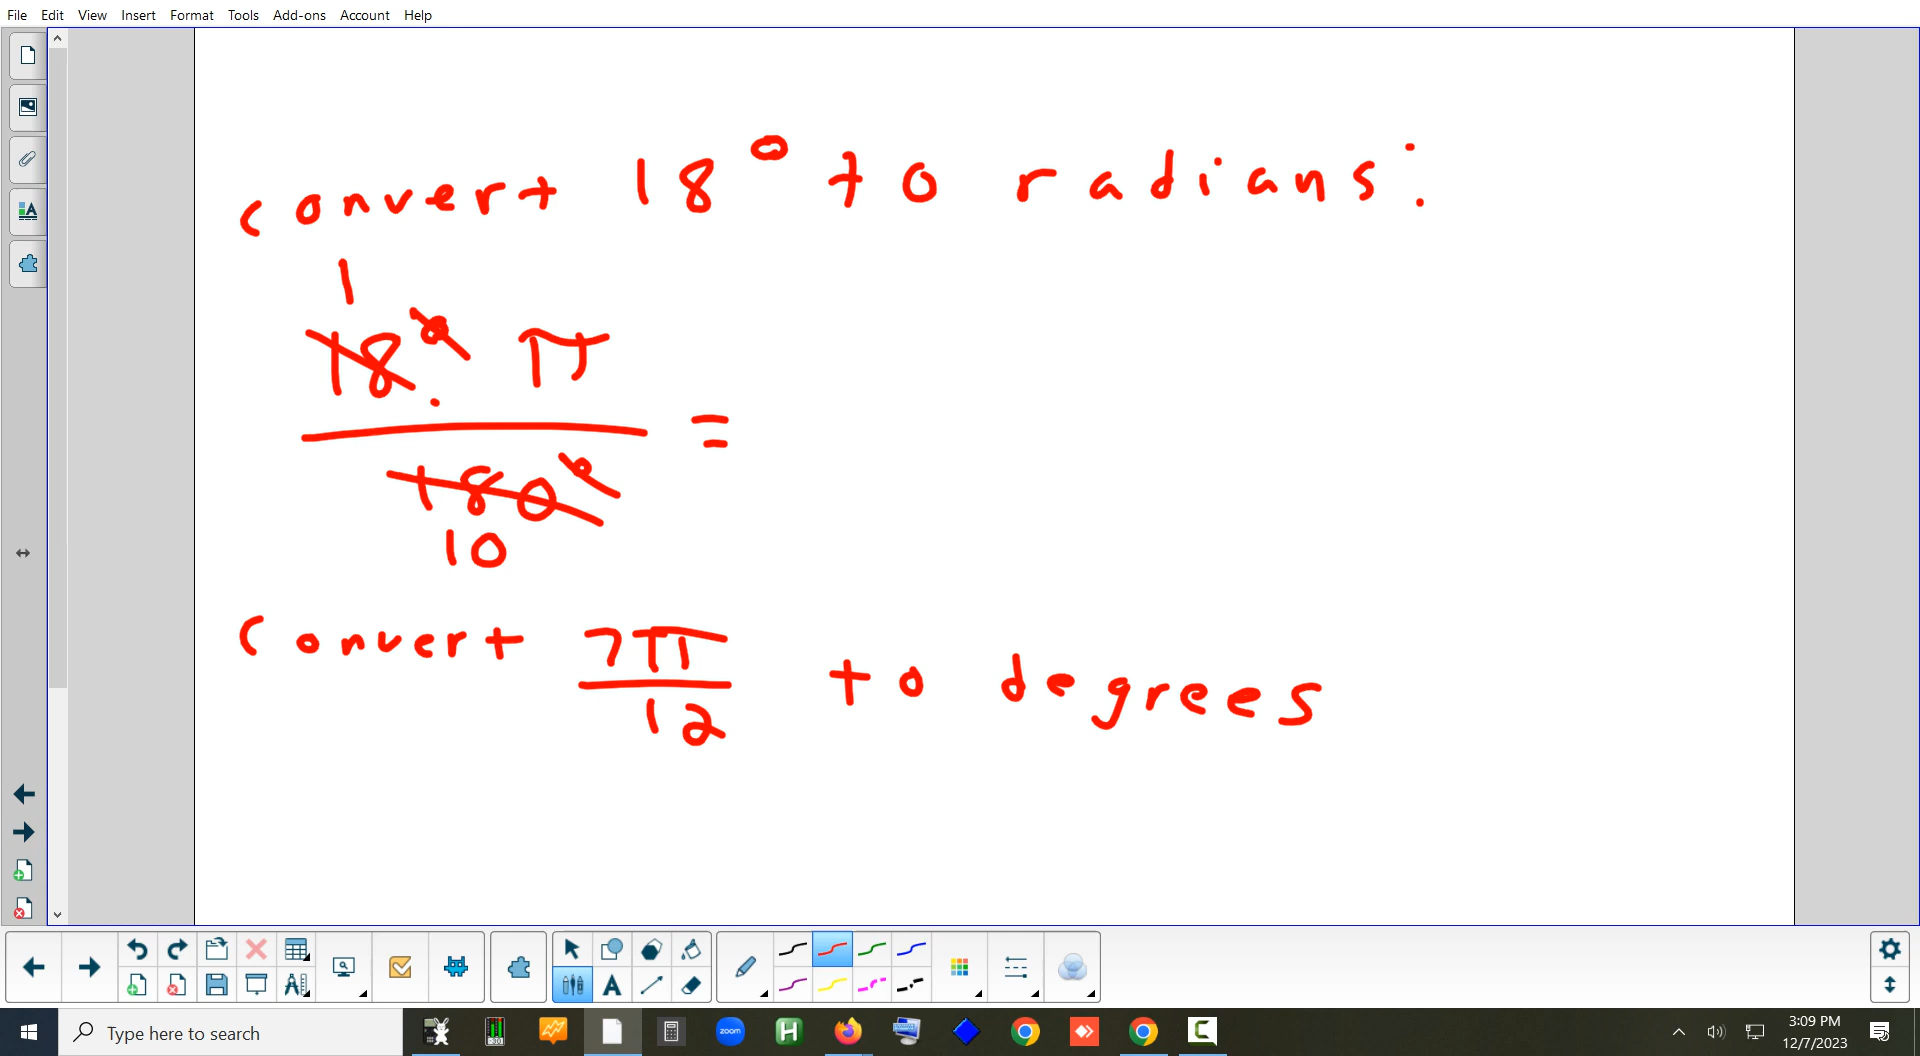 File Edit View Insert Format Tools Add-ons Account Help
convert 18° to radians:
1
18° · π
180°
=
10
convert 7π/12 to degrees
Type here to search
zoom
3:09 PM
12/7/2023